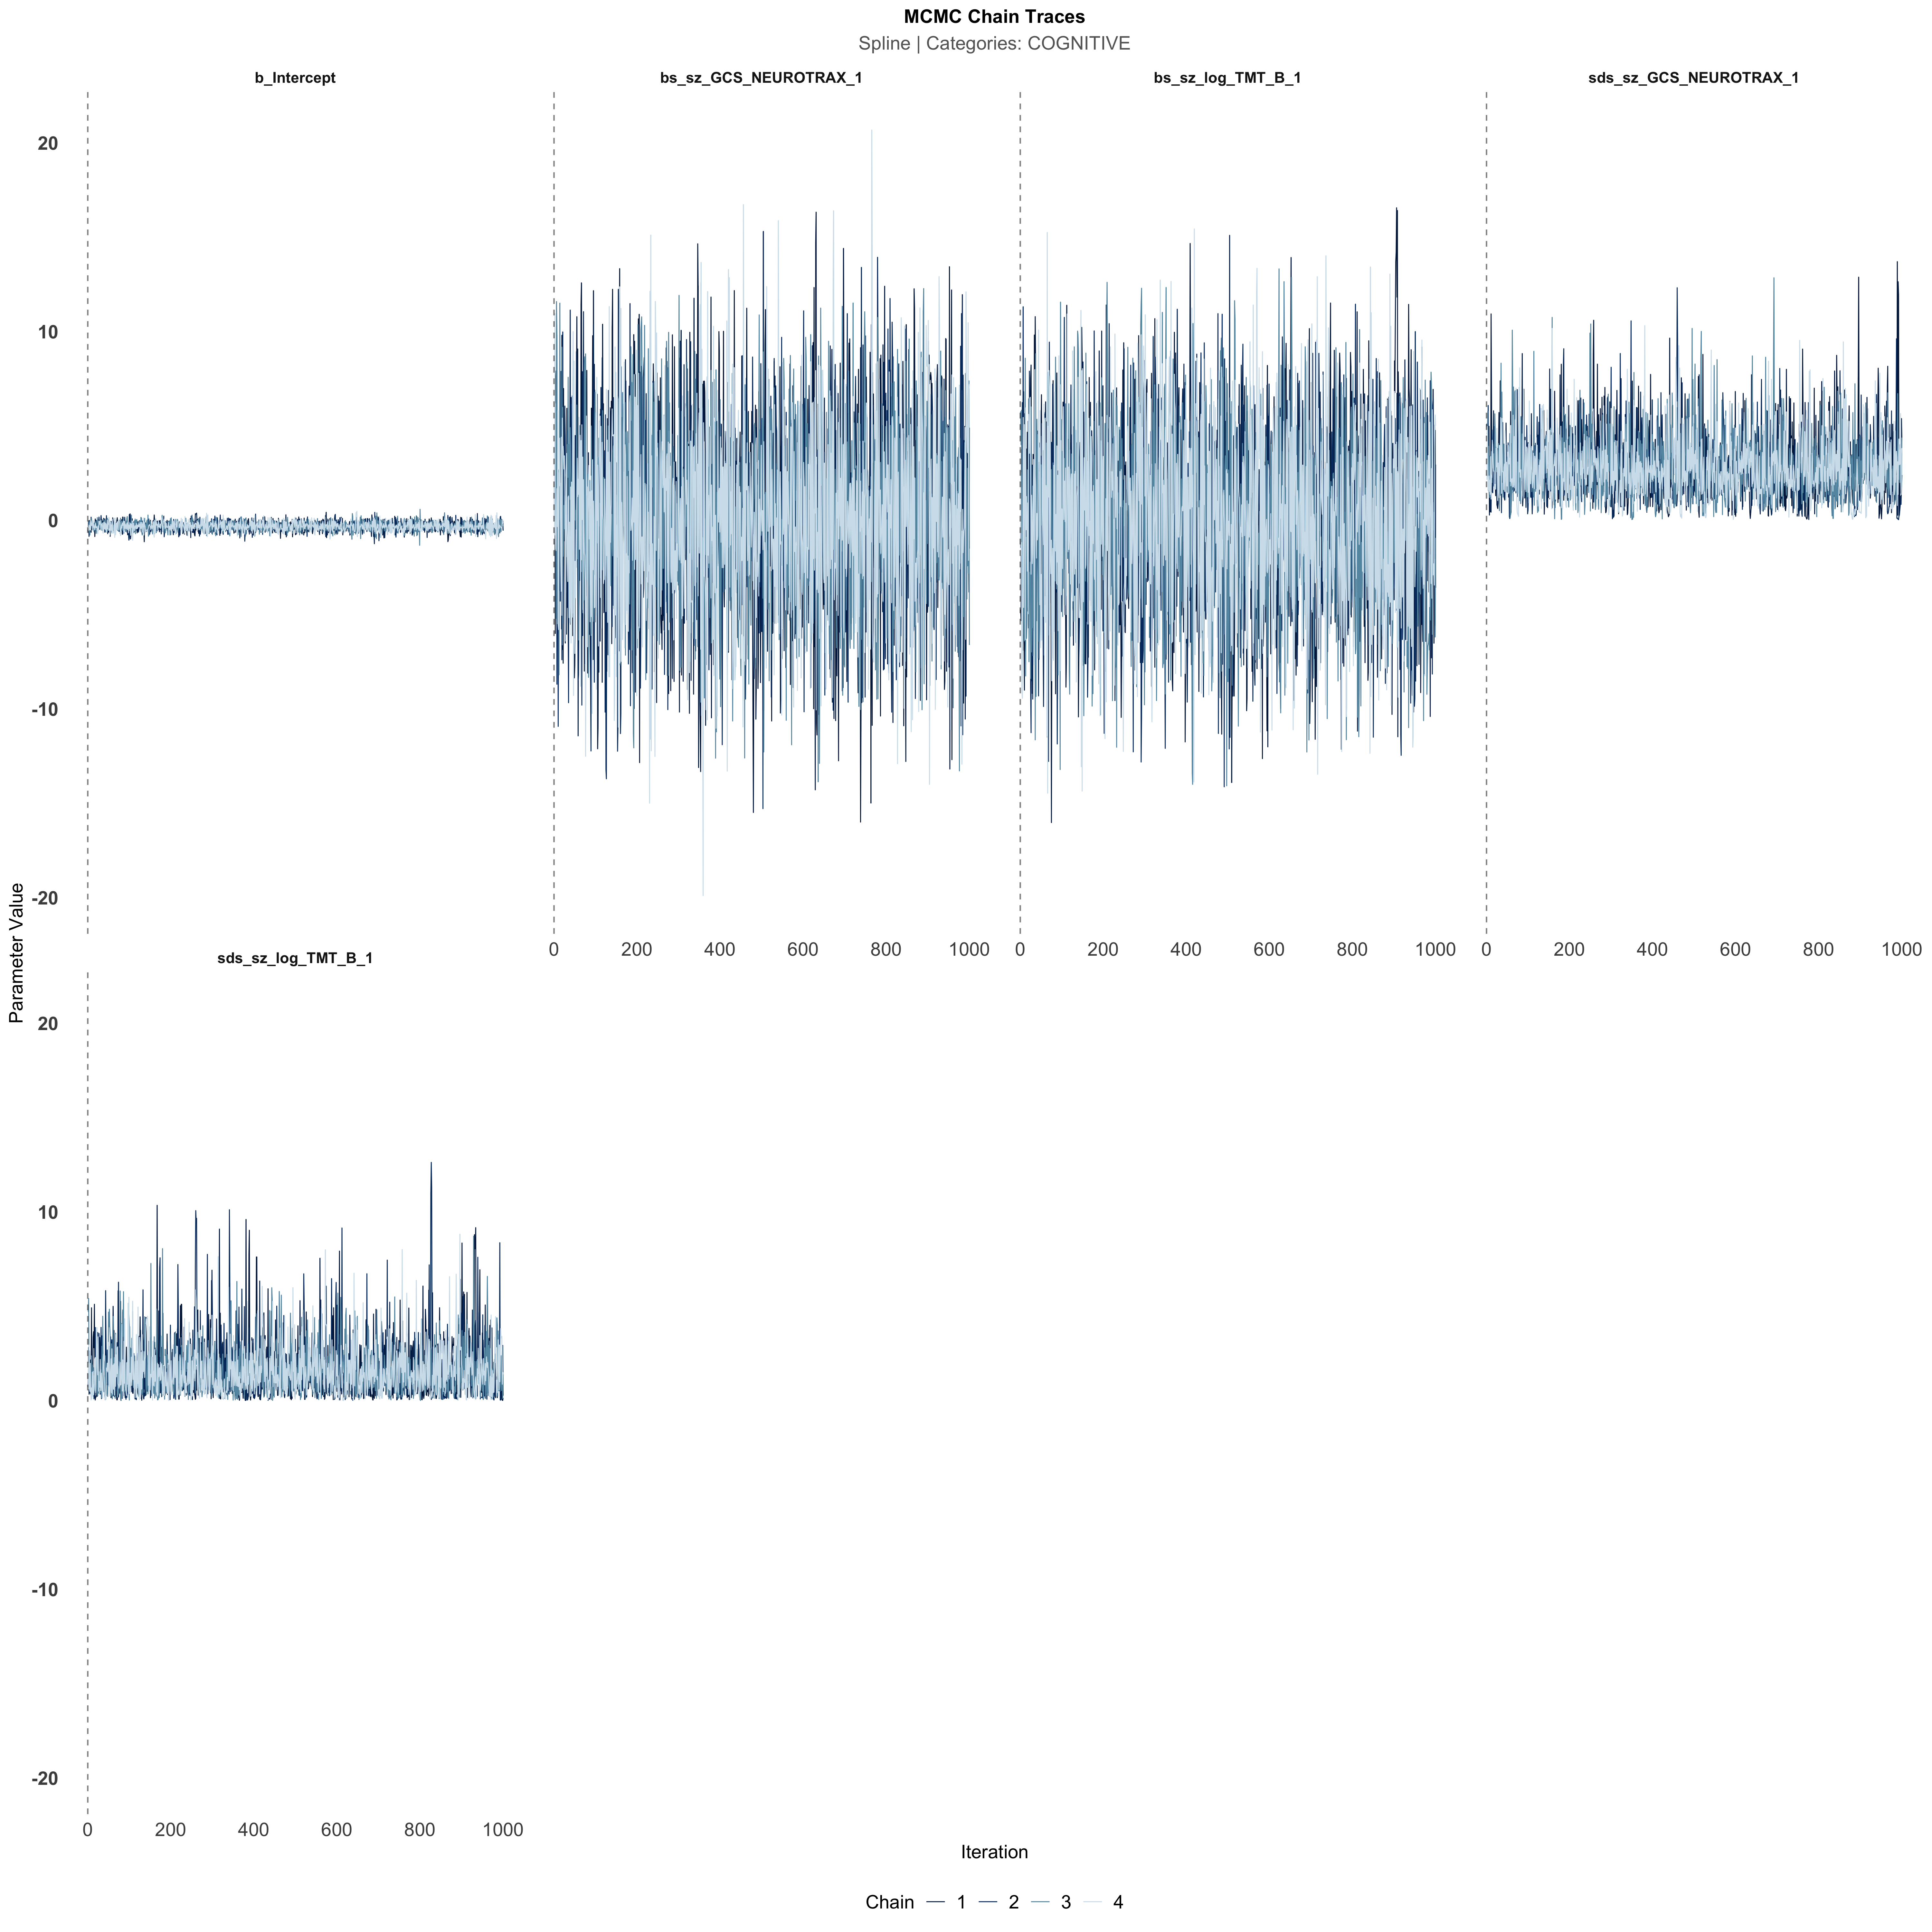 MCMC Chain Traces
Spline | Categories: COGNITIVE
b_Intercept
bs_sz_GCS_NEUROTRAX_1
bs_sz_log_TMT_B_1
sds_sz_GCS_NEUROTRAX_1
20
10
0
-10
-20
0 200 400 600 800 1000
0 200 400 600 800 1000
0 200 400 600 800 1000
sds_sz_log_TMT_B_1
Parameter Value
20
10
0
-10
-20
0 200 400 600 800 1000
Iteration
Chain 1 2 3 4